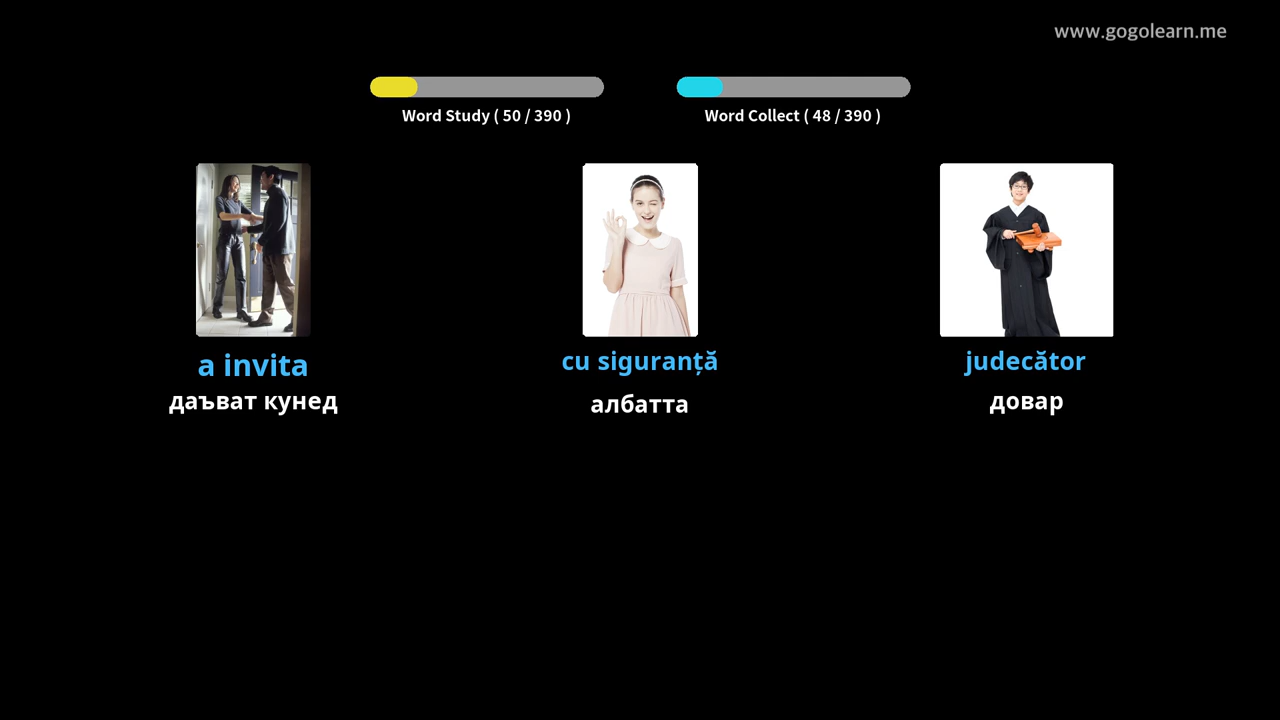 www.gogolearn.me
Word Study ( 50 / 390 )
Word Collect ( 48 / 390 )
a invita
cu siguranță
judecător
даъват кунед
албатта
довар